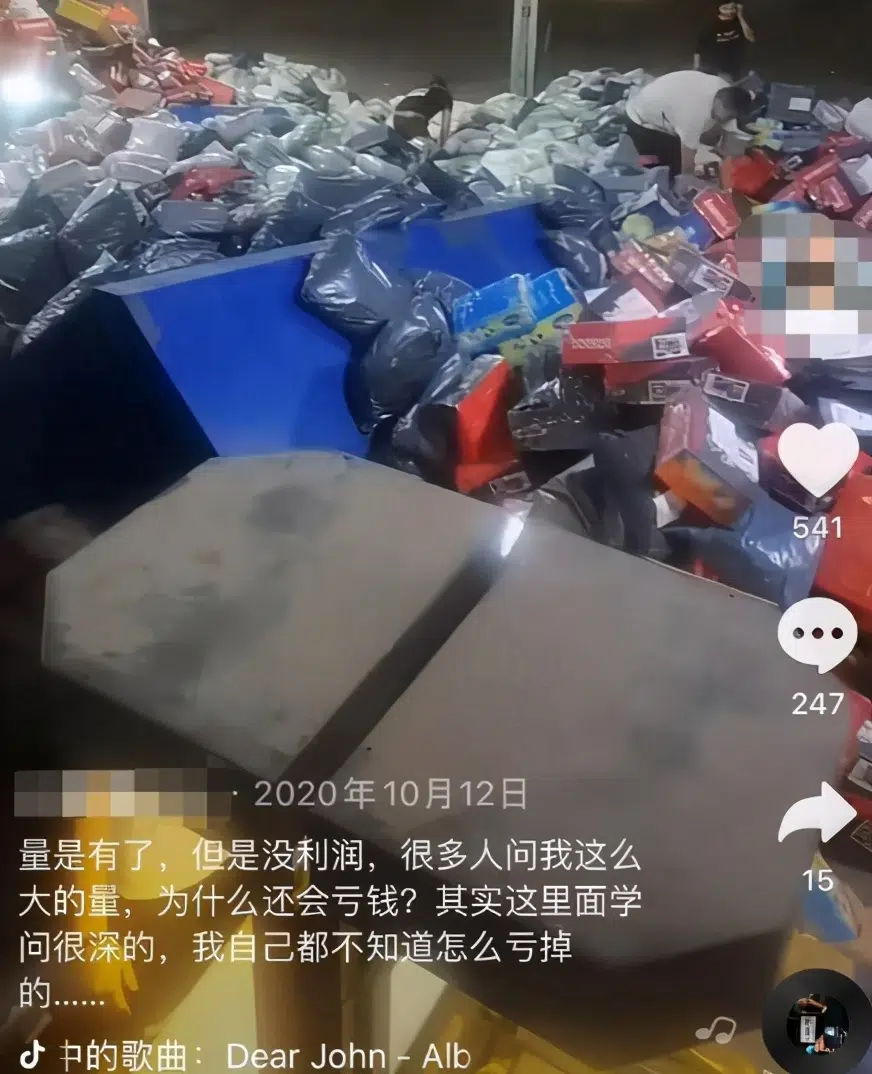 541
247
15
· 2020年10月12日
量是有了，但是没利润，很多人问我这么
大的量，为什么还会亏钱？其实这里面学
问很深的，我自己都不知道怎么亏掉
的……
中的歌曲：Dear John - Alb